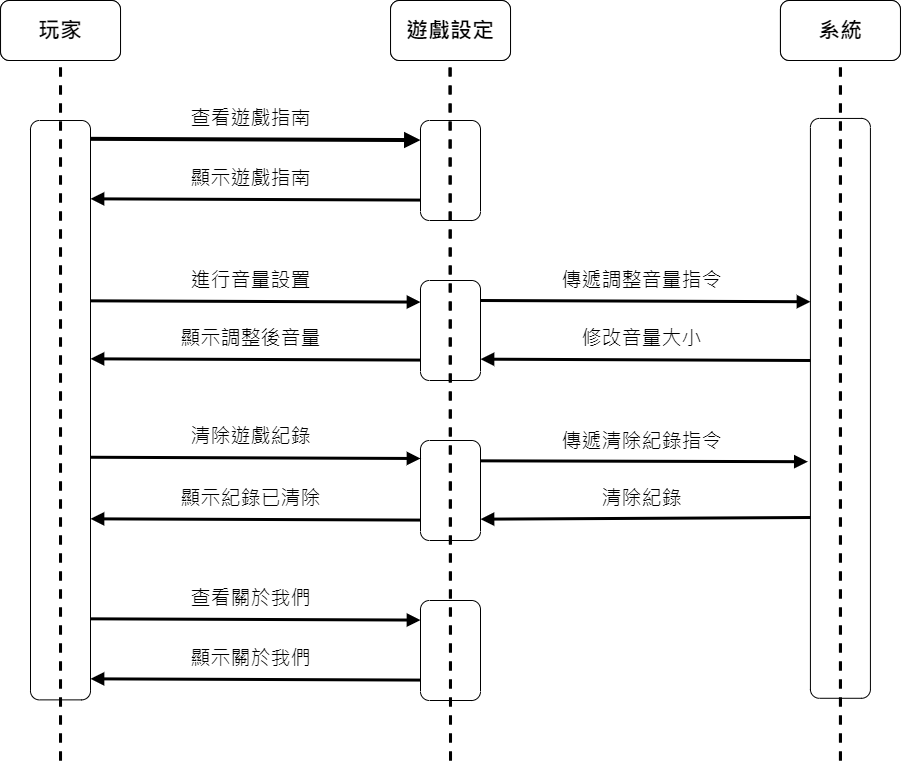 玩家
遊戲設定
系統
查看遊戲指南
顯示遊戲指南
進行音量設置
傳遞調整音量指令
顯示調整後音量
修改音量大小
清除遊戲紀錄
傳遞清除紀錄指令
顯示紀錄已清除
清除紀錄
查看關於我們
顯示關於我們